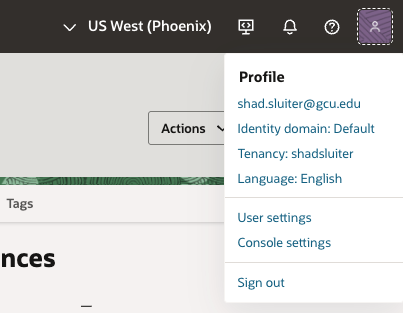 US West (Phoenix)
Profile
shad.sluiter@gcu.edu
Identity domain: Default
Tenancy: shadsluiter
Language: English
User settings
Console settings
Sign out
Actions
Tags
nces
—